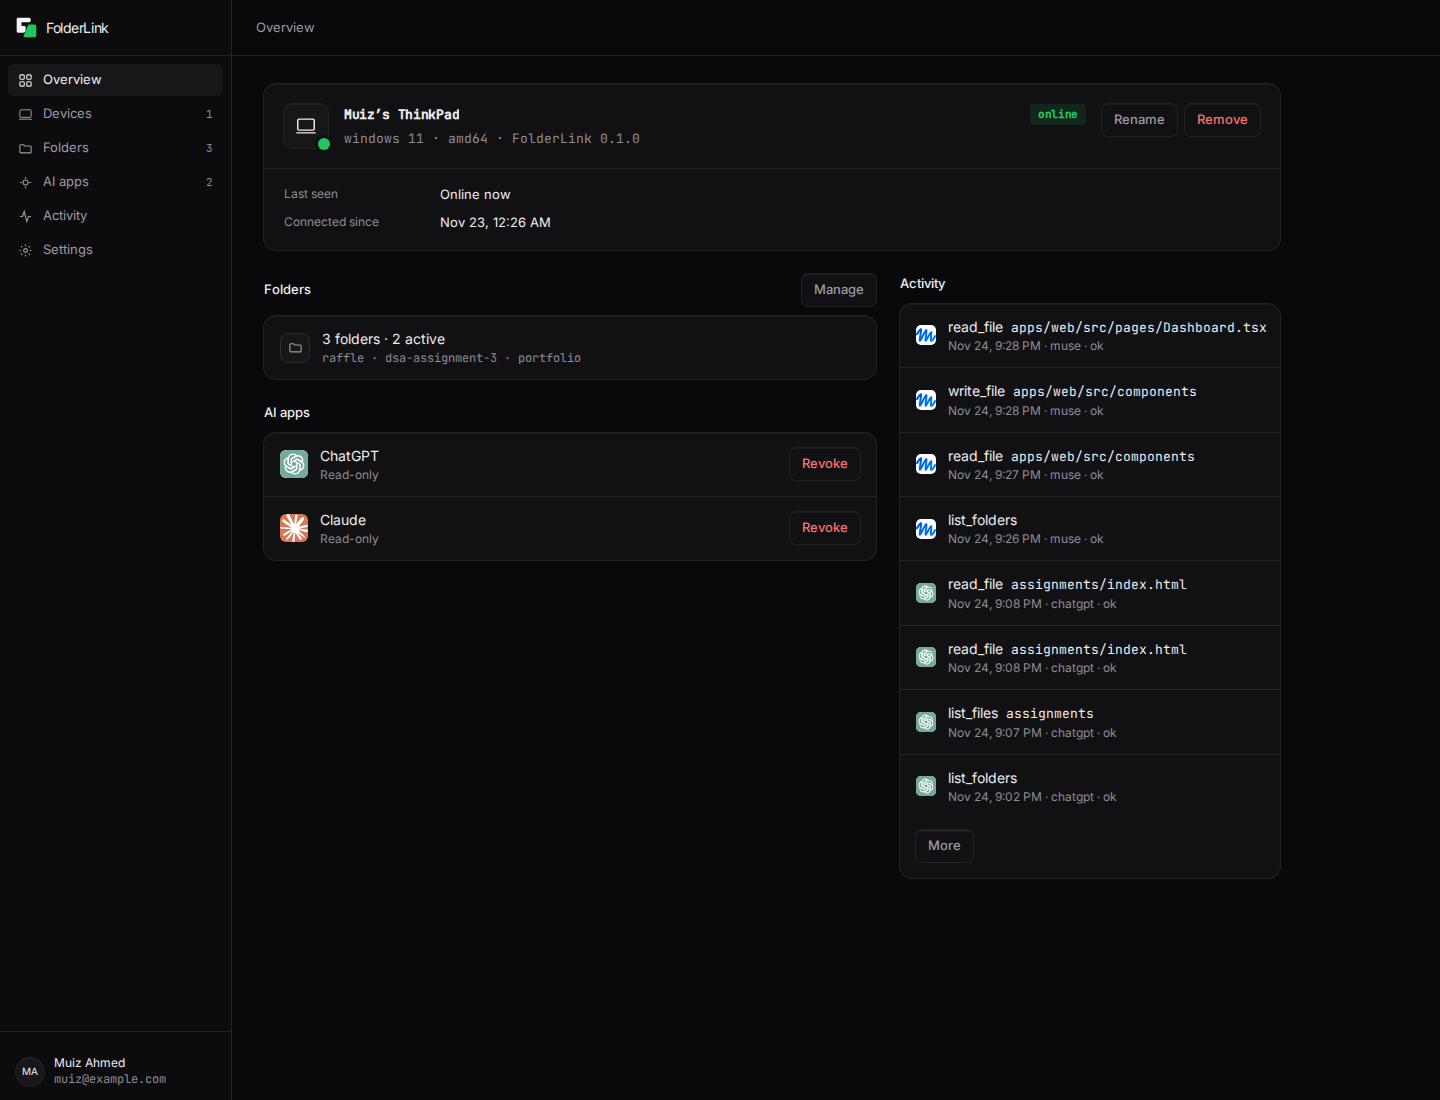 FolderLink
Overview
Devices 1
Folders 3
AI apps 2
Activity
Settings
Muiz Ahmed
MA
muiz@example.com
Overview
Muiz’s ThinkPad
windows 11 · amd64 · FolderLink 0.1.0
online
Rename
Remove
Last seen Online now
Connected since Nov 23, 12:26 AM
Folders
Manage
3 folders · 2 active
raffle · dsa-assignment-3 · portfolio
AI apps
ChatGPT
Read-only
Revoke
Claude
Read-only
Revoke
Activity
read_file apps/web/src/pages/Dashboard.tsx
Nov 24, 9:28 PM · muse · ok
write_file apps/web/src/components
Nov 24, 9:28 PM · muse · ok
read_file apps/web/src/components
Nov 24, 9:27 PM · muse · ok
list_folders
Nov 24, 9:26 PM · muse · ok
read_file assignments/index.html
Nov 24, 9:08 PM · chatgpt · ok
read_file assignments/index.html
Nov 24, 9:08 PM · chatgpt · ok
list_files assignments
Nov 24, 9:07 PM · chatgpt · ok
list_folders
Nov 24, 9:02 PM · chatgpt · ok
More